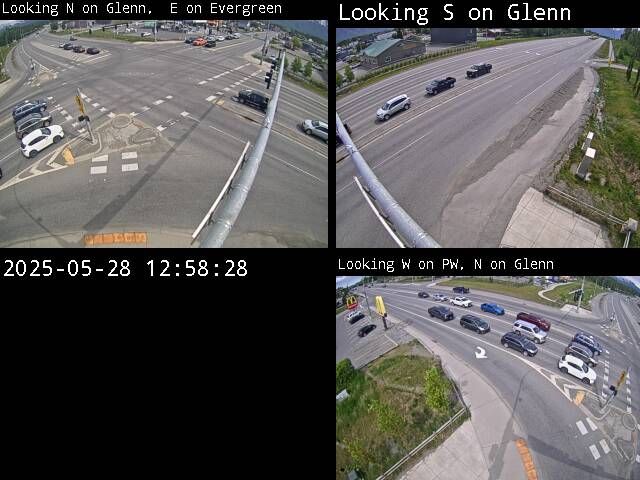 Looking N on Glenn,  E on Evergreen
Looking S on Glenn
2025-05-28 12:58:28
Looking W on PW, N on Glenn